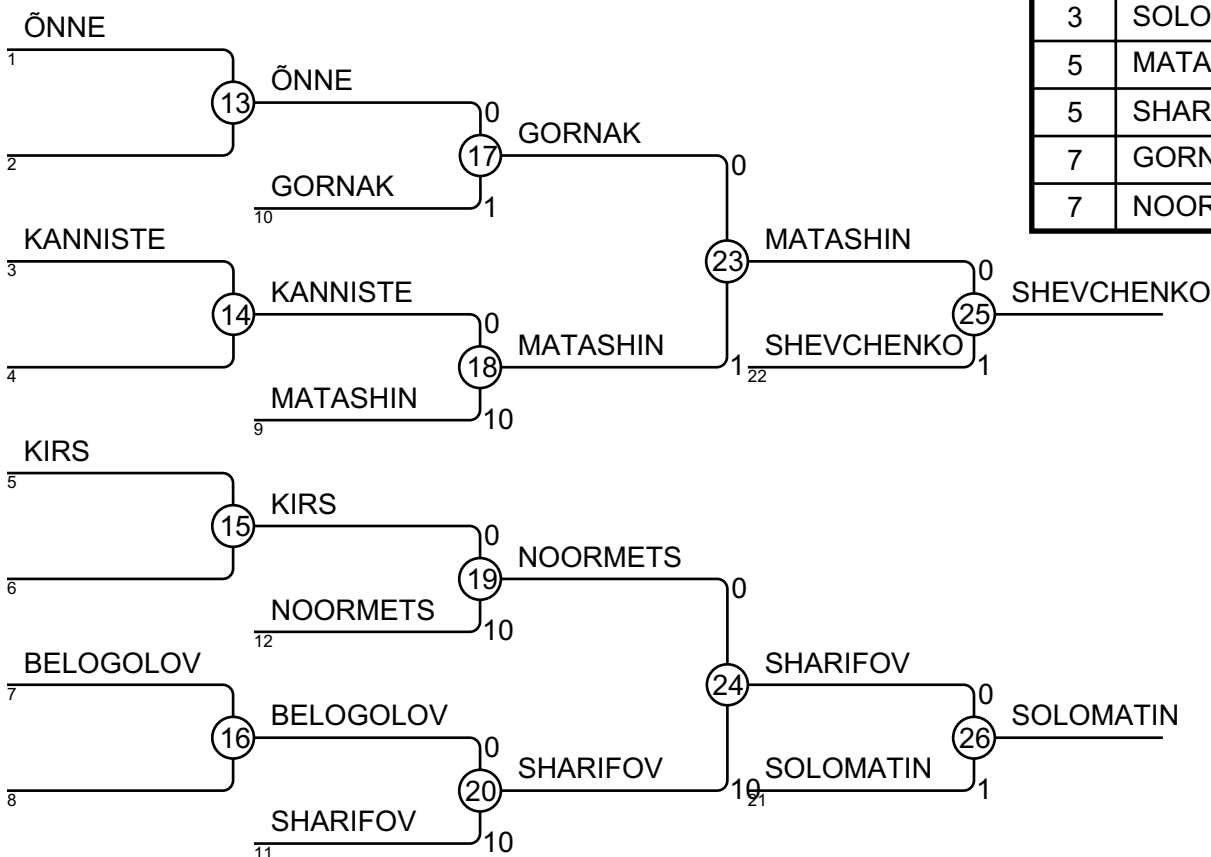 ÕNNE
1
13
ÕNNE
0
2
17
GORNAK
0
GORNAK
10
1
KANNISTE
3
23
MATASHIN
0
14
KANNISTE
0
25
SHEVCHENKO
4
18
MATASHIN
1
SHEVCHENKO
22
1
MATASHIN
9
10
KIRS
5
15
KIRS
0
6
19
NOORMETS
0
NOORMETS
12
10
BELOGOLOV
7
24
SHARIFOV
0
16
BELOGOLOV
0
26
SOLOMATIN
8
20
SHARIFOV
10
SOLOMATIN
21
1
SHARIFOV
11
10
3 SOLO
5 MATA
5 SHAR
7 GORN
7 NOOR